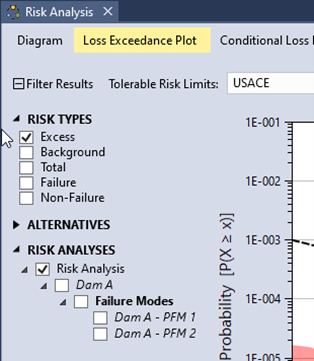 Risk Analysis
Diagram Loss Exceedance Plot Conditional Loss
Filter Results Tolerable Risk Limits: USACE
RISK TYPES
Excess
Background
Total
Failure
Non-Failure
ALTERNATIVES
RISK ANALYSES
Risk Analysis
Dam A
Failure Modes
Dam A - PFM 1
Dam A - PFM 2
Probability [P(X ≥ x)]
1E-001
1E-002
1E-003
1E-004
1E-005